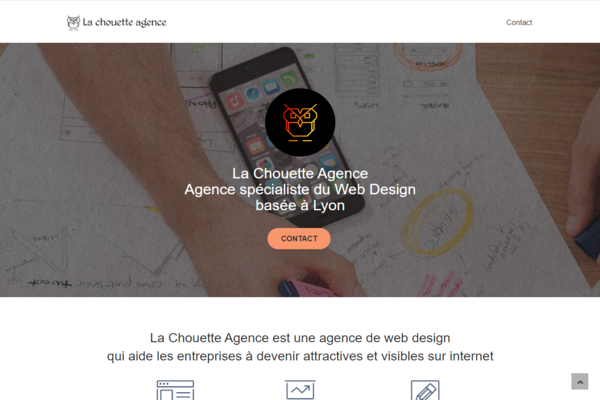 La chouette agence
Contact
La Chouette Agence
Agence spécialiste du Web Design
basée à Lyon
CONTACT
La Chouette Agence est une agence de web design
qui aide les entreprises à devenir attractives et visibles sur internet